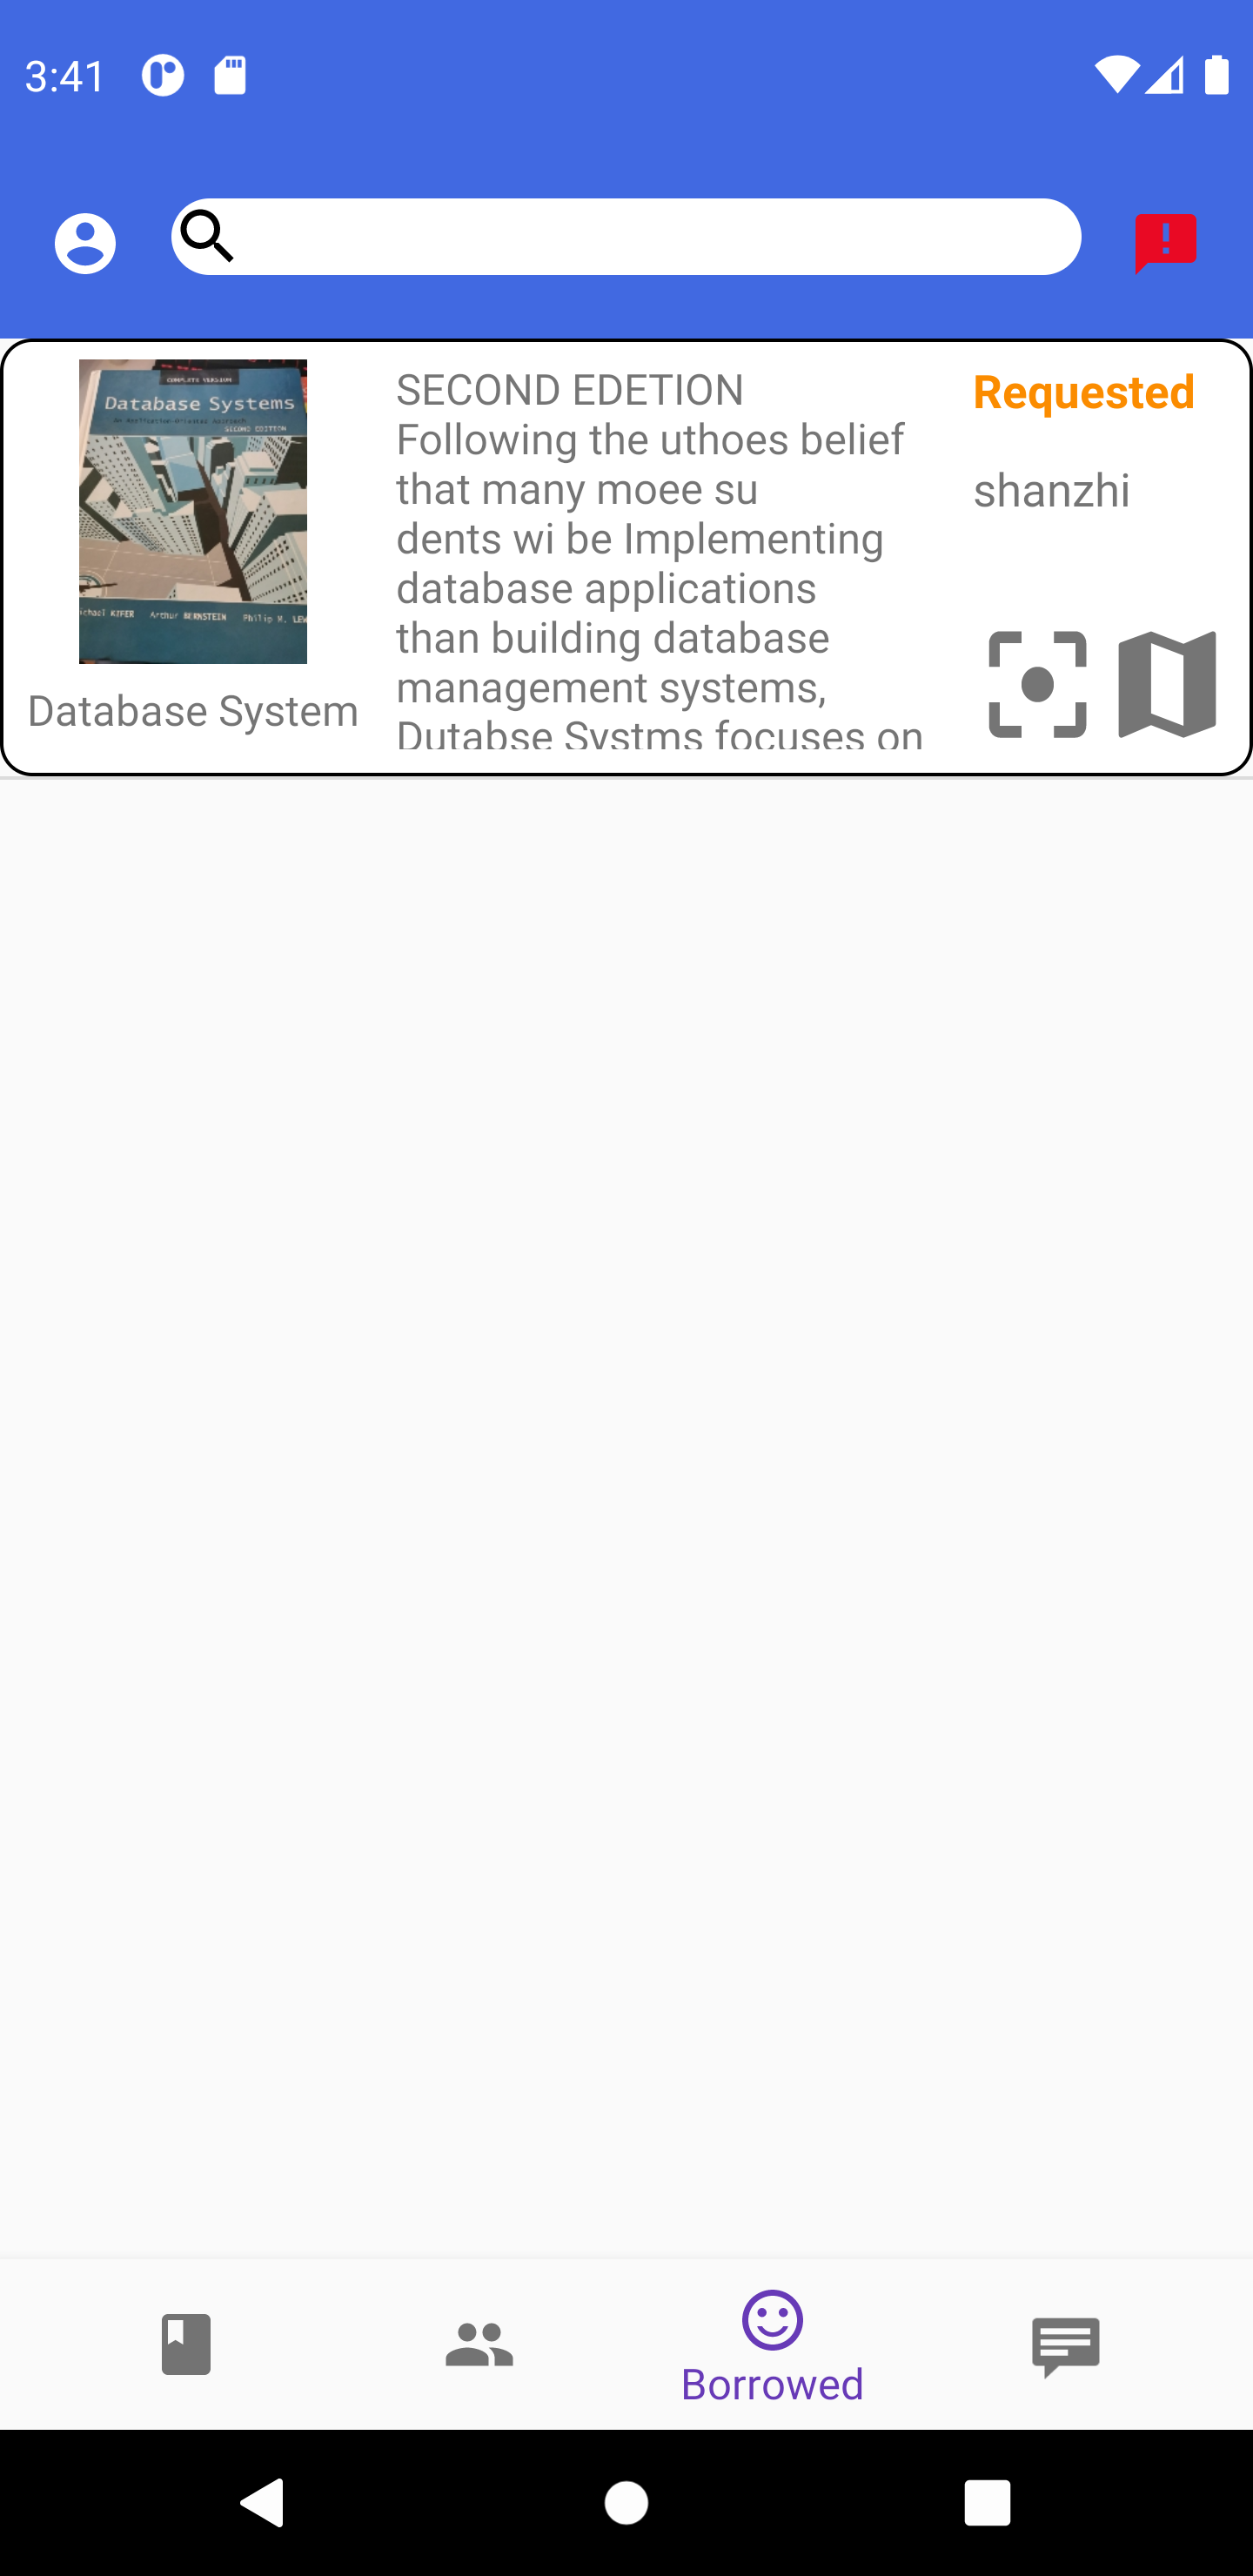 3:41
COMPLETE VERSION
Database Systems
An Application-Oriented Approach
SECOND EDITION
ichael KIFER Arthur BERNSTEIN Philip M. LEW
Database System
SECOND EDETION
Following the uthoes belief
that many moee su
dents wi be Implementing
database applications
than building database
management systems,
Dutabse Systms focuses on
Requested
shanzhi
Borrowed